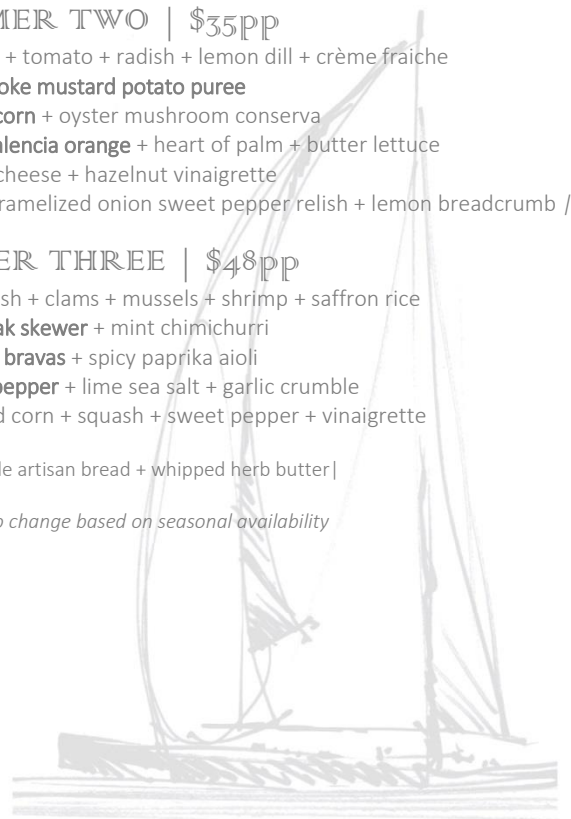 MER TWO | $35pp
+ tomato + radish + lemon dill + crème fraiche
oke mustard potato puree
corn + oyster mushroom conserva
alencia orange + heart of palm + butter lettuce
cheese + hazelnut vinaigrette
ramelized onion sweet pepper relish + lemon breadcrumb /
ER THREE | $48pp
sh + clams + mussels + shrimp + saffron rice
ak skewer + mint chimichurri
bravas + spicy paprika aioli
pepper + lime sea salt + garlic crumble
d corn + squash + sweet pepper + vinaigrette
le artisan bread + whipped herb butter|
o change based on seasonal availability